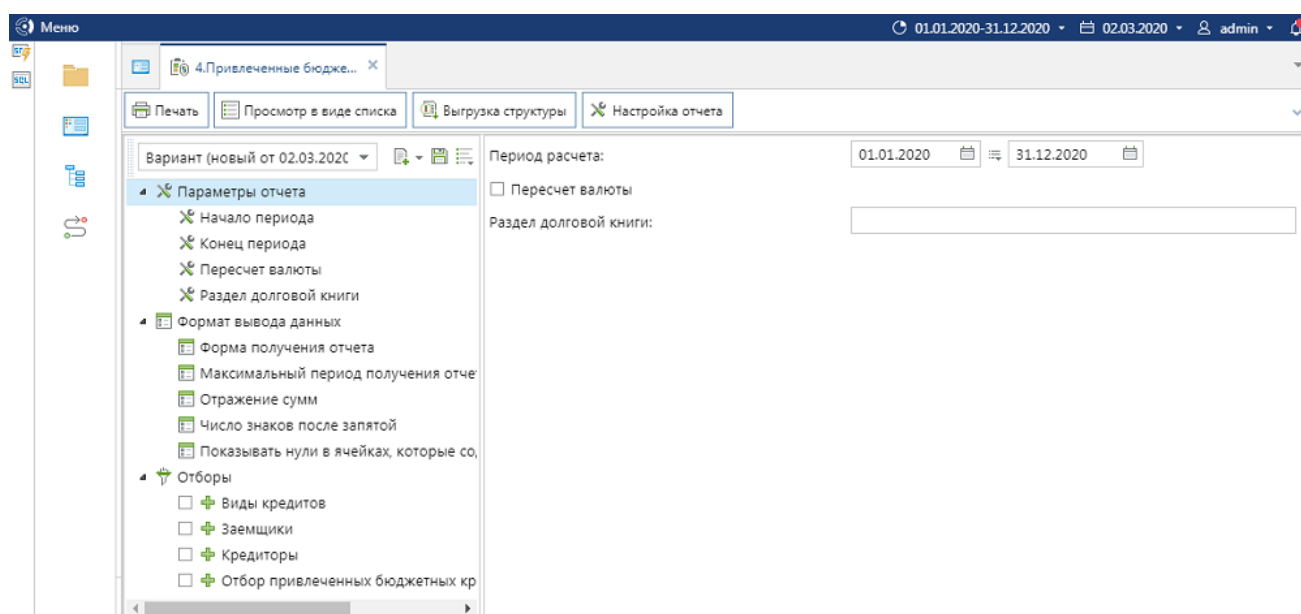 Меню 01.01.2020-31.12.2020 02.03.2020 admin
SQL 4.Привлеченные бюдже...
Печать Просмотр в виде списка Выгрузка структуры Настройка отчета
Вариант (новый от 02.03.202 Период расчета: 01.01.2020 31.12.2020
Параметры отчета Пересчет валюты
Начало периода Раздел долговой книги:
Конец периода
Пересчет валюты
Раздел долговой книги
Формат вывода данных
Форма получения отчета
Максимальный период получения отче
Отражение сумм
Число знаков после запятой
Показывать нули в ячейках, которые со
Отборы
Виды кредитов
Заемщики
Кредиторы
Отбор привлеченных бюджетных кр